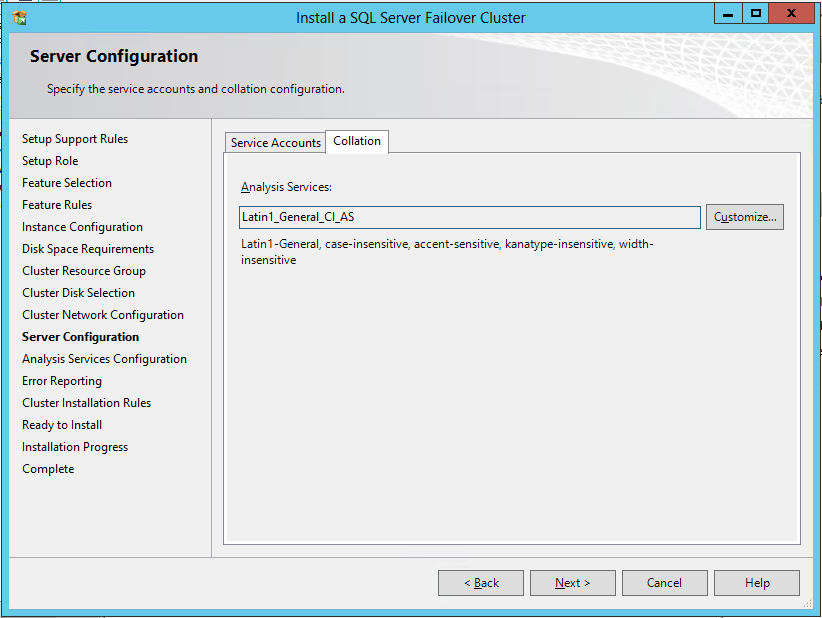 Install a SQL Server Failover Cluster
Server Configuration
Specify the service accounts and collation configuration.
Setup Support Rules
Setup Role
Feature Selection
Feature Rules
Instance Configuration
Disk Space Requirements
Cluster Resource Group
Cluster Disk Selection
Cluster Network Configuration
Server Configuration
Analysis Services Configuration
Error Reporting
Cluster Installation Rules
Ready to Install
Installation Progress
Complete
Service Accounts
Collation
Analysis Services:
Latin1_General_CI_AS
Customize...
Latin1-General, case-insensitive, accent-sensitive, kanatype-insensitive, width-
insensitive
< Back
Next >
Cancel
Help